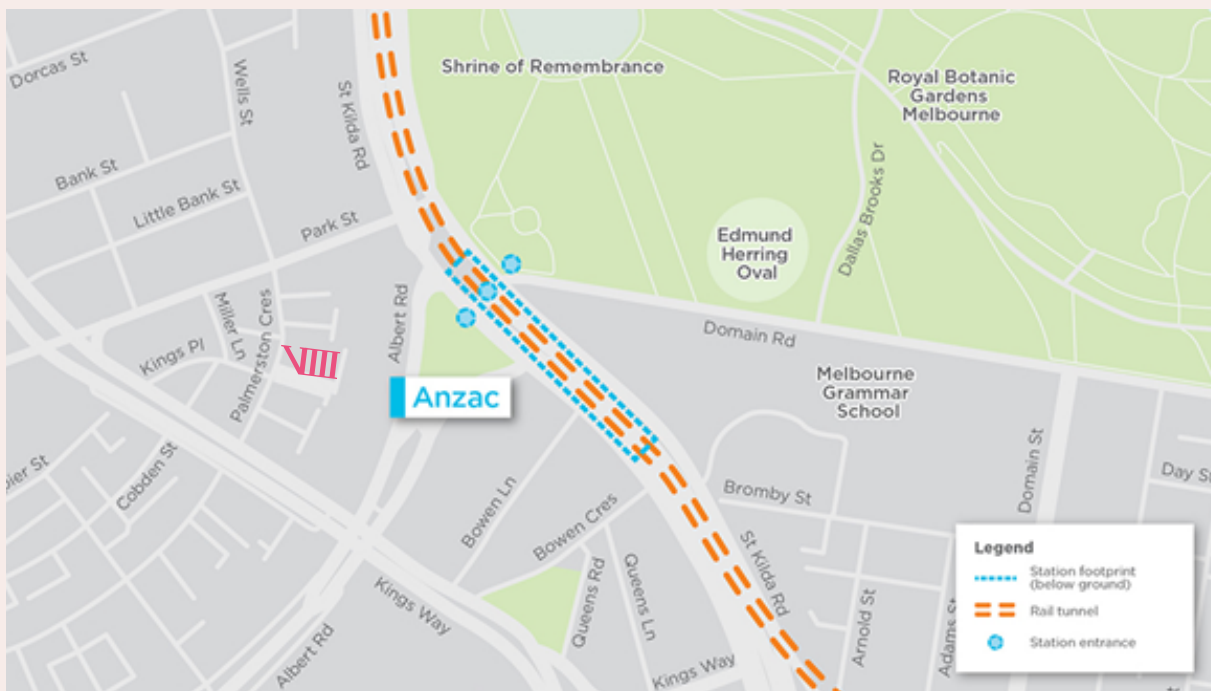 Dorcas St
Wells St
St Kilda Rd
Shrine of Remembrance
Royal Botanic
Gardens
Melbourne
Bank St
Little Bank St
Park St
Dallas Brooks Dr
Edmund
Herring
Oval
Miller Ln
Palmerston Cres
Kings Pl
Albert Rd
Domain Rd
Anzac
Melbourne
Grammar
School
pier St
Cobden St
Bowen Ln
Bowen Cres
Bromby St
Domain St
Day St
Kings Way
Queens Rd
Queens Ln
St Kilda Rd
Arnold St
Adams
Albert Rd
Kings Way
Legend
Station footprint
(below ground)
Rail tunnel
Station entrance